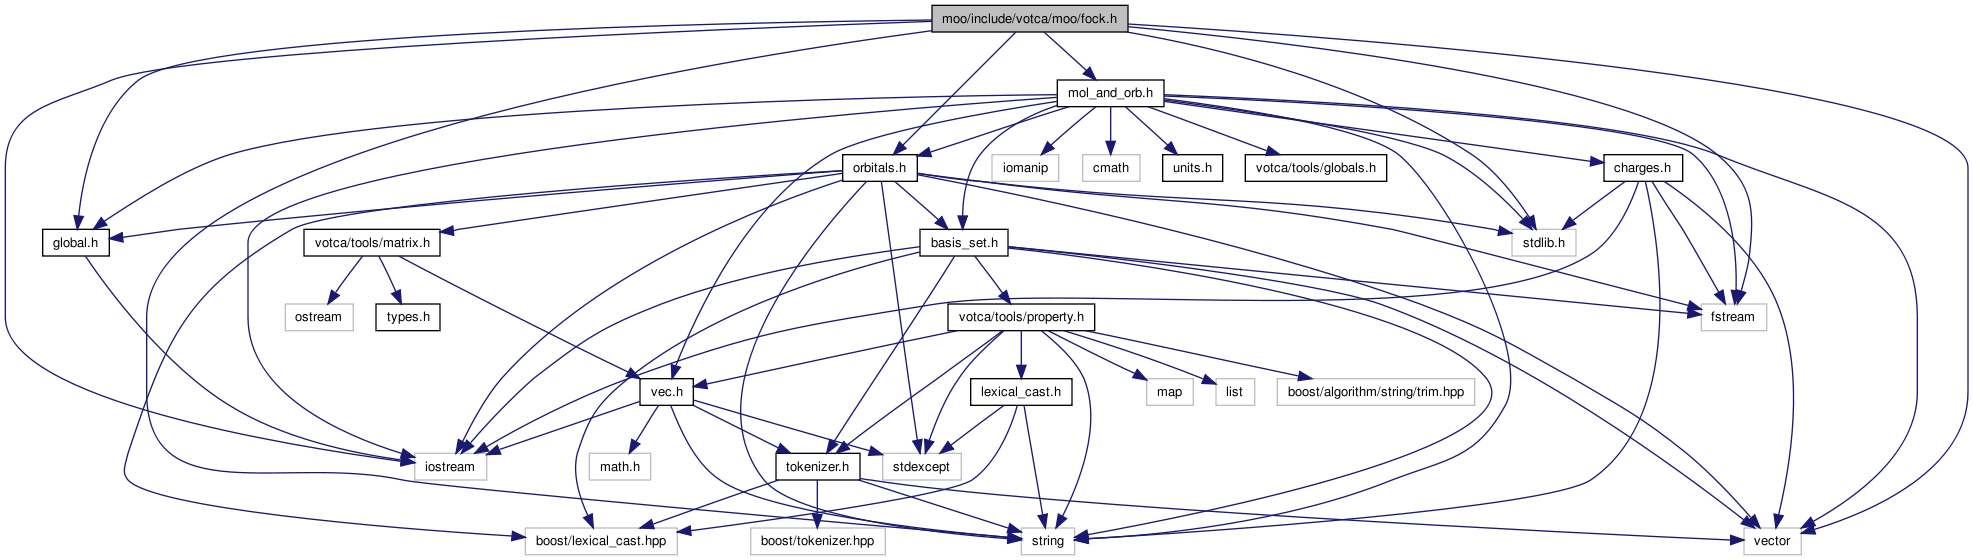 moo/include/votca/moo/fock.h
mol_and_orb.h
orbitals.h
iomanip
cmath
units.h
votca/tools/globals.h
charges.h
global.h
votca/tools/matrix.h
basis_set.h
stdlib.h
ostream
types.h
votca/tools/property.h
fstream
vec.h
lexical_cast.h
map
list
boost/algorithm/string/trim.hpp
iostream
math.h
tokenizer.h
stdexcept
boost/lexical_cast.hpp
boost/tokenizer.hpp
string
vector